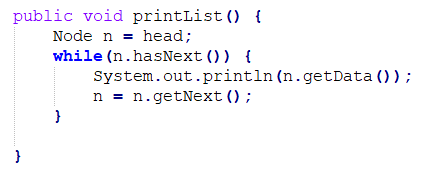 public void printList() {
    Node n = head;
    while(n.hasNext()) {
        System.out.println(n.getData());
        n = n.getNext();
    }
}